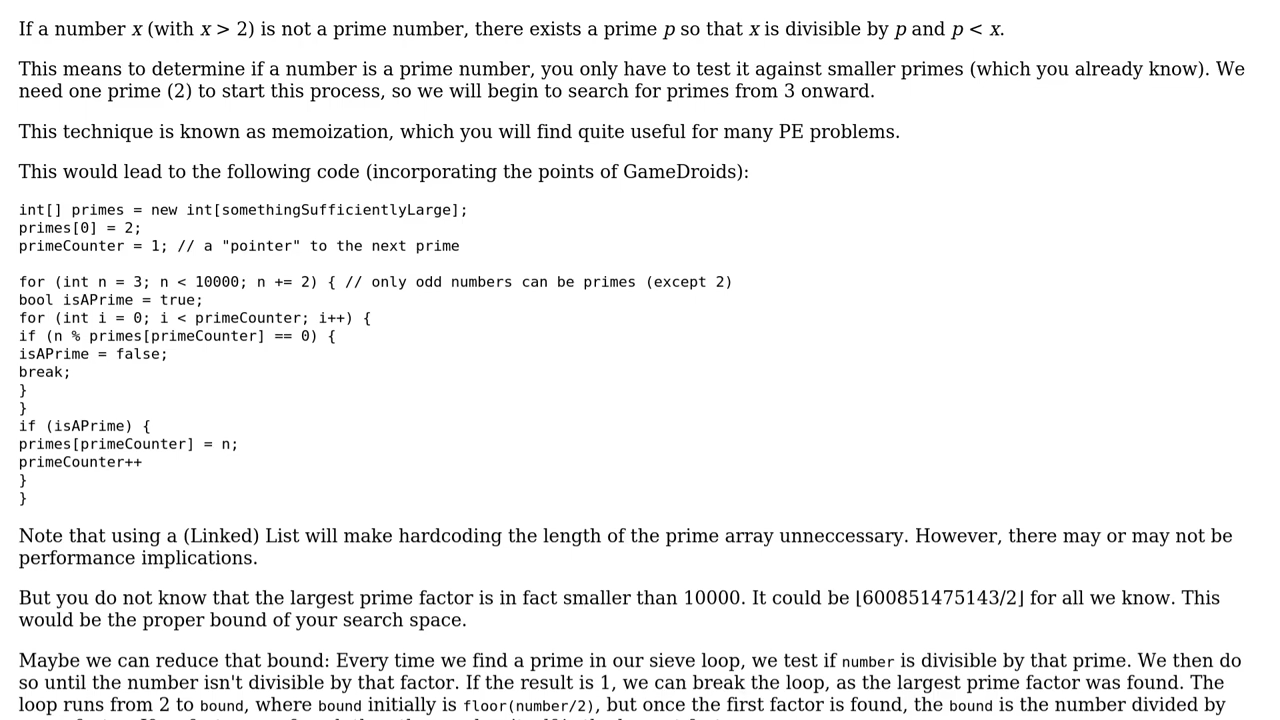 If a number x (with x > 2) is not a prime number, there exists a prime p so that x is divisible by p and p < x.
This means to determine if a number is a prime number, you only have to test it against smaller primes (which you already know). We
need one prime (2) to start this process, so we will begin to search for primes from 3 onward.
This technique is known as memoization, which you will find quite useful for many PE problems.
This would lead to the following code (incorporating the points of GameDroids):
int[] primes = new int[somethingSufficientlyLarge];
primes[0] = 2;
primeCounter = 1; // a "pointer" to the next prime
for (int n = 3; n < 10000; n += 2) { // only odd numbers can be primes (except 2)
bool isAPrime = true;
for (int i = 0; i < primeCounter; i++) {
if (n % primes[primeCounter] == 0) {
isAPrime = false;
break;
}
}
if (isAPrime) {
primes[primeCounter] = n;
primeCounter++
}
}
Note that using a (Linked) List will make hardcoding the length of the prime array unneccessary. However, there may or may not be
performance implications.
But you do not know that the largest prime factor is in fact smaller than 10000. It could be ⌊600851475143/2⌋ for all we know. This
would be the proper bound of your search space.
Maybe we can reduce that bound: Every time we find a prime in our sieve loop, we test if number is divisible by that prime. We then do
so until the number isn't divisible by that factor. If the result is 1, we can break the loop, as the largest prime factor was found. The
loop runs from 2 to bound, where bound initially is floor(number/2), but once the first factor is found, the bound is the number divided by